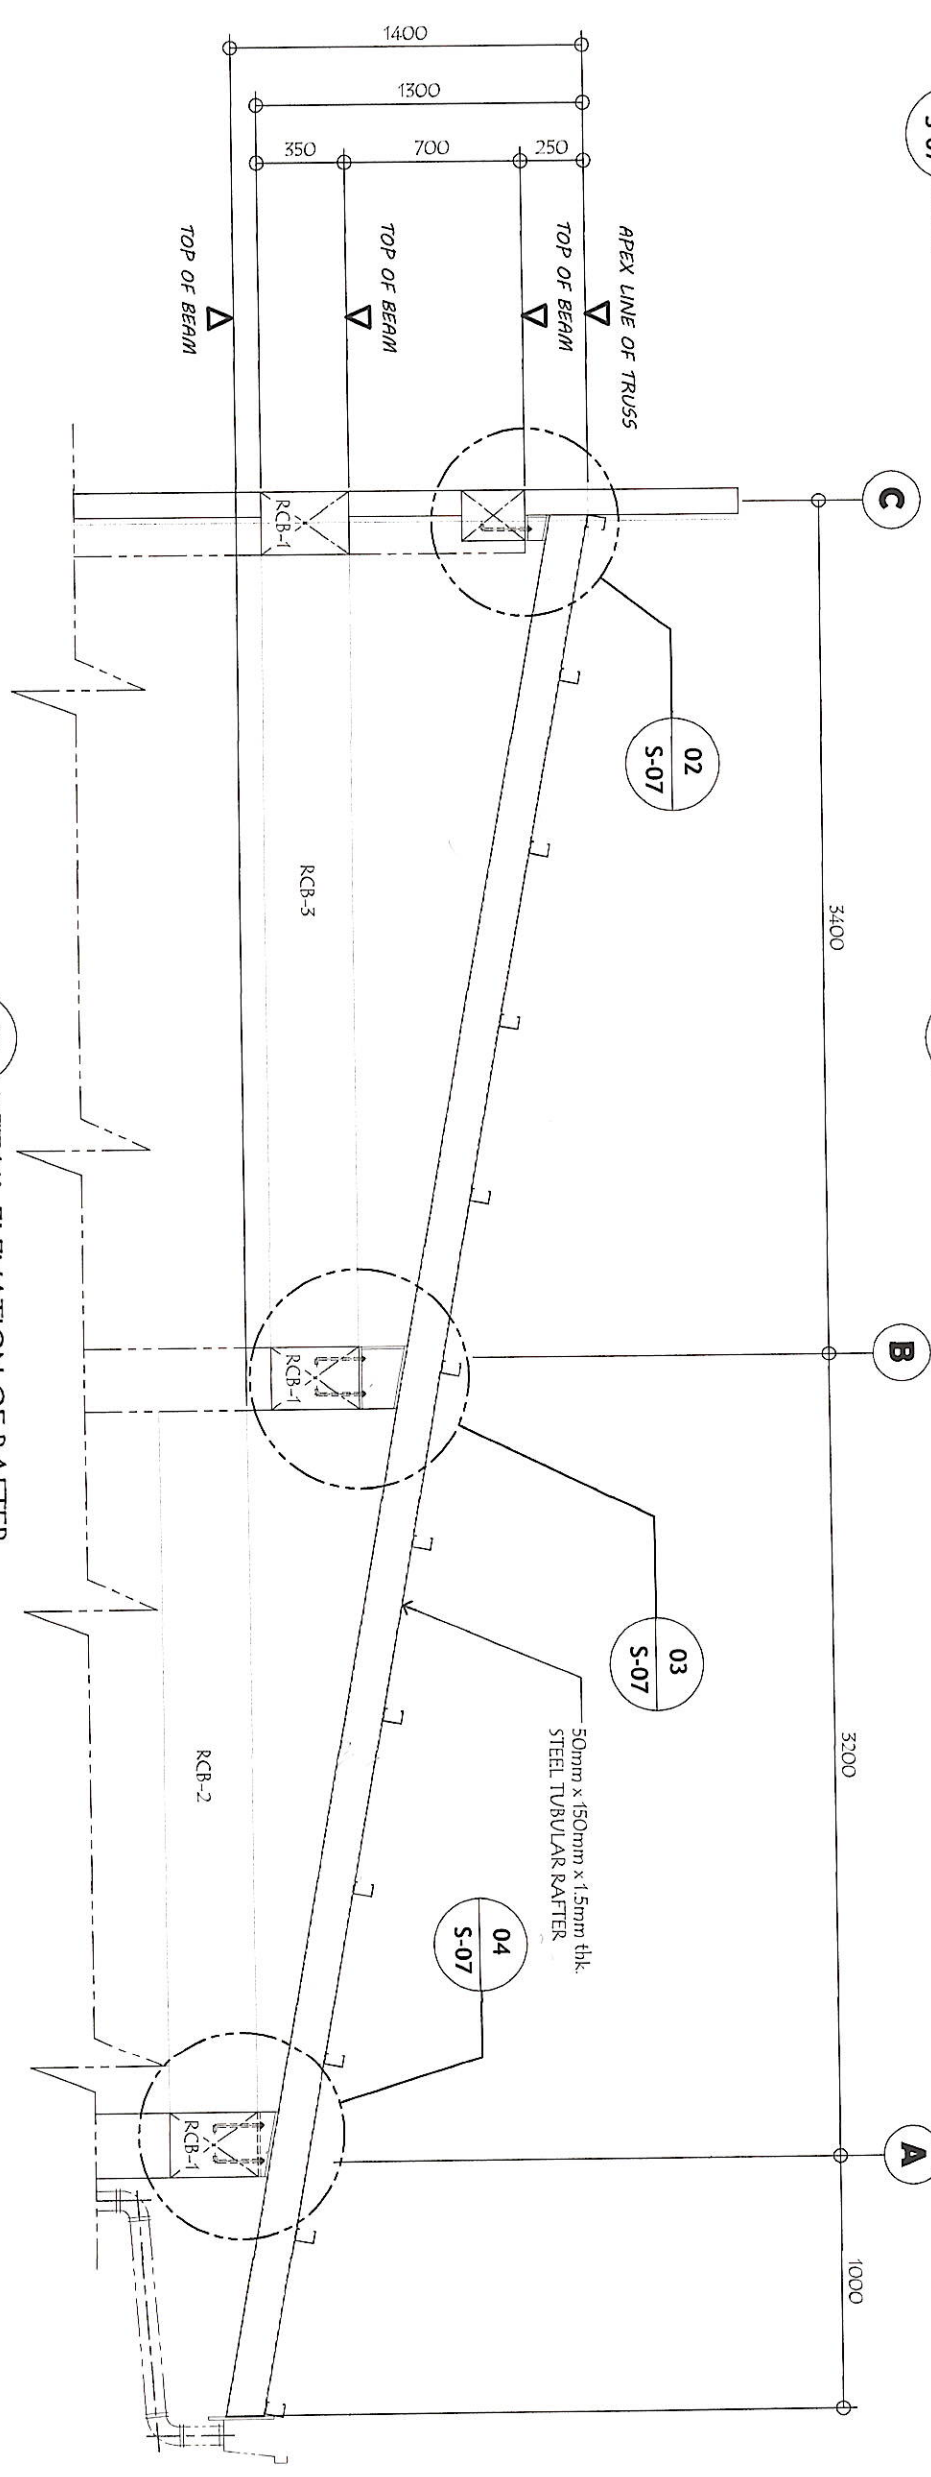 1400
1300
350
700
250
TOP OF BEAM
TOP OF BEAM
TOP OF BEAM
APEX LINE OF TRUSS
C
RCB-1
02
S-07
3400
RCB-3
B
RCB-1
03
S-07
50mm x 150mm x 1.5mm thk.
STEEL TUBULAR RAFTER
3200
RCB-2
04
S-07
A
RCB-1
1000
OF RAFTER